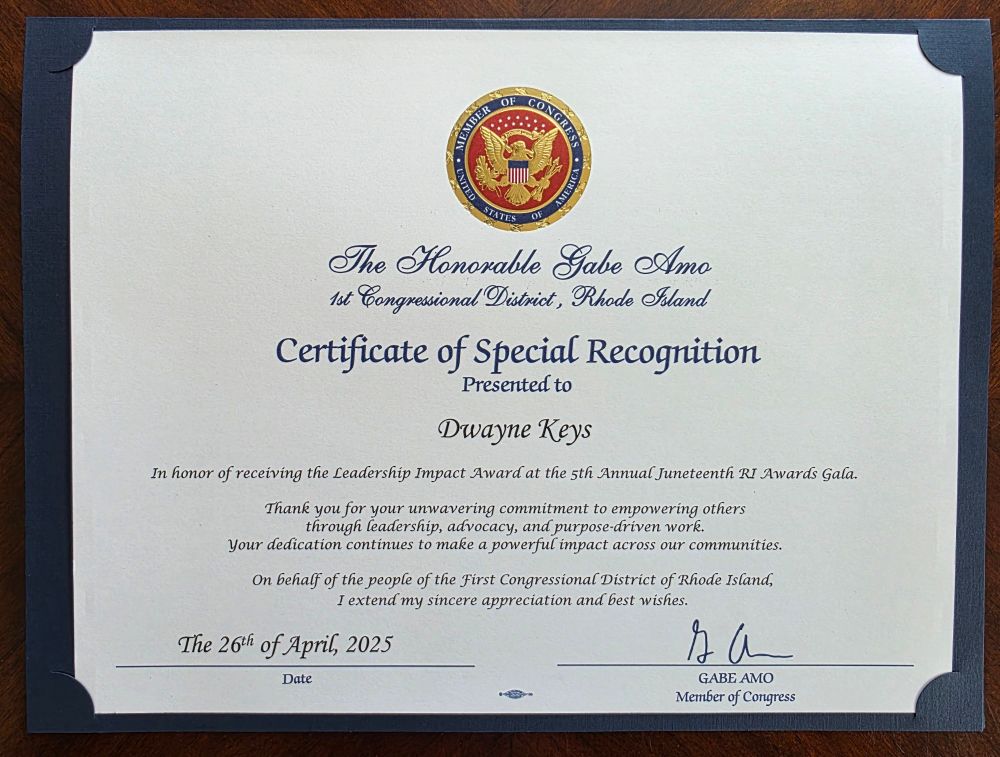 MEMBER OF CONGRESS
UNITED STATES OF AMERICA
The Honorable Gabe Amo
1st Congressional District, Rhode Island
Certificate of Special Recognition
Presented to
Dwayne Keys
In honor of receiving the Leadership Impact Award at the 5th Annual Juneteenth RI Awards Gala.
Thank you for your unwavering commitment to empowering others
through leadership, advocacy, and purpose-driven work.
Your dedication continues to make a powerful impact across our communities.
On behalf of the people of the First Congressional District of Rhode Island,
I extend my sincere appreciation and best wishes.
The 26th of April, 2025
Date
G A
GABE AMO
Member of Congress